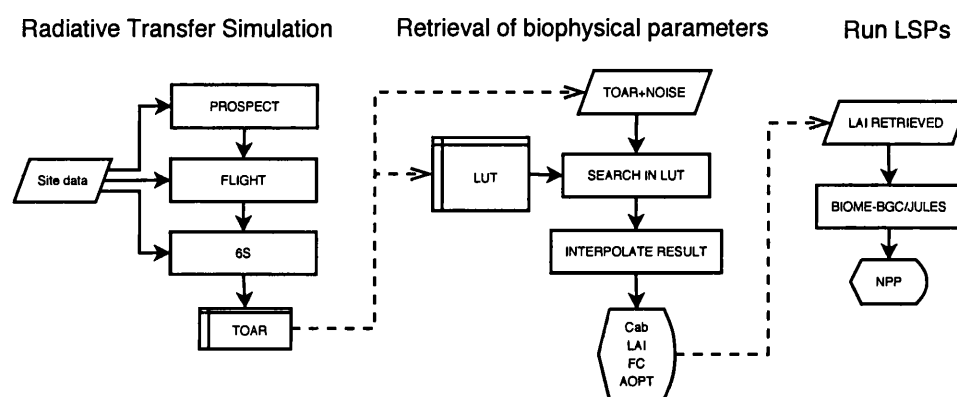 Radiative Transfer Simulation
Retrieval of biophysical parameters
Run LSPs
PROSPECT
Site data
FLIGHT
6S
TOAR
TOAR+NOISE
LUT
SEARCH IN LUT
INTERPOLATE RESULT
Cab
LAI
FC
AOPT
LAI RETRIEVED
BIOME-BGC/JULES
NPP